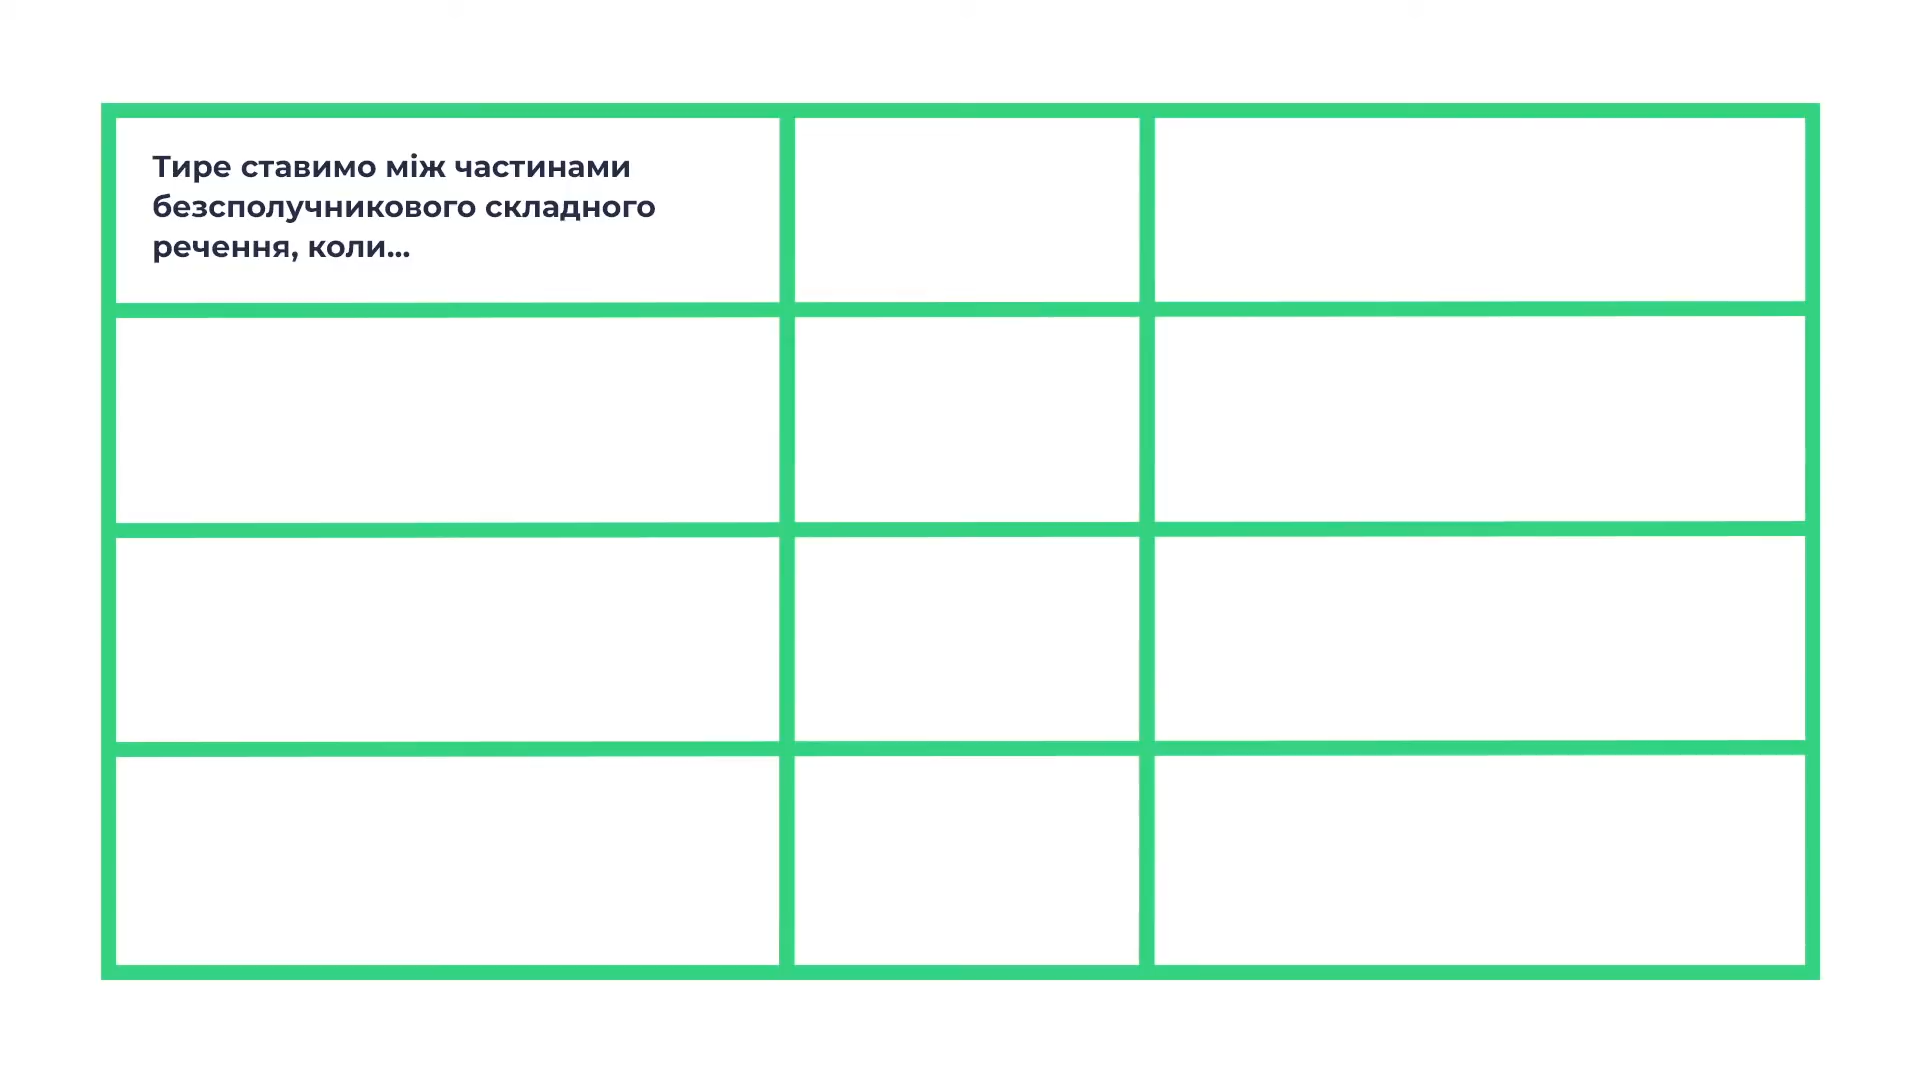 Тире ставимо між частинами
безсполучникового складного
речення, коли...